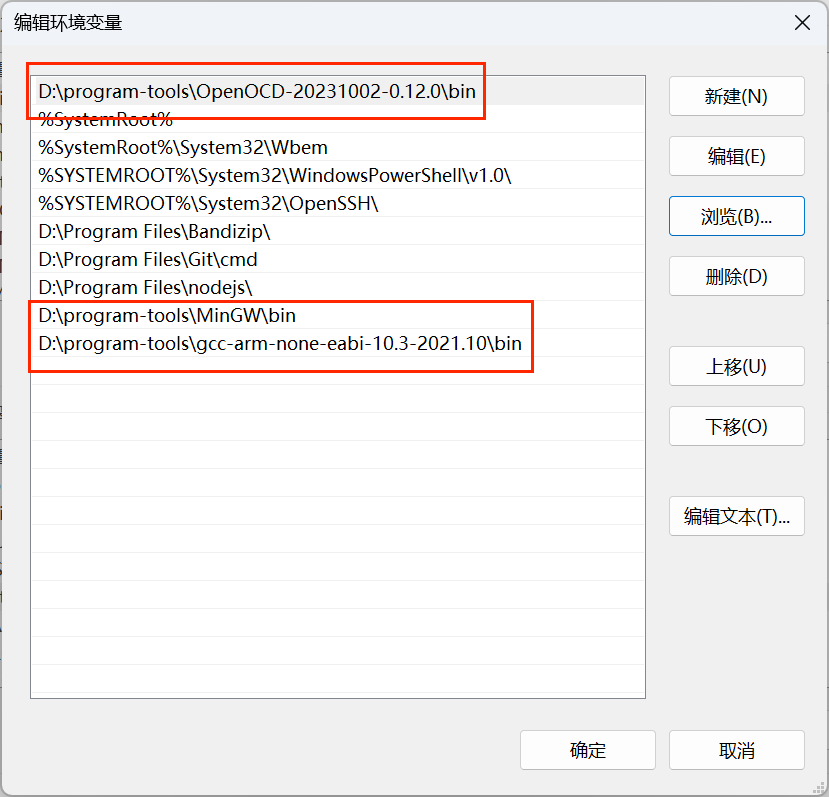 编辑环境变量
D:\program-tools\OpenOCD-20231002-0.12.0\bin
%SystemRoot%
%SystemRoot%\System32\Wbem
%SYSTEMROOT%\System32\WindowsPowerShell\v1.0\
%SYSTEMROOT%\System32\OpenSSH\
D:\Program Files\Bandizip\
D:\Program Files\Git\cmd
D:\Program Files\nodejs\
D:\program-tools\MinGW\bin
D:\program-tools\gcc-arm-none-eabi-10.3-2021.10\bin
新建(N)
编辑(E)
浏览(B)...
删除(D)
上移(U)
下移(O)
编辑文本(T)...
确定
取消